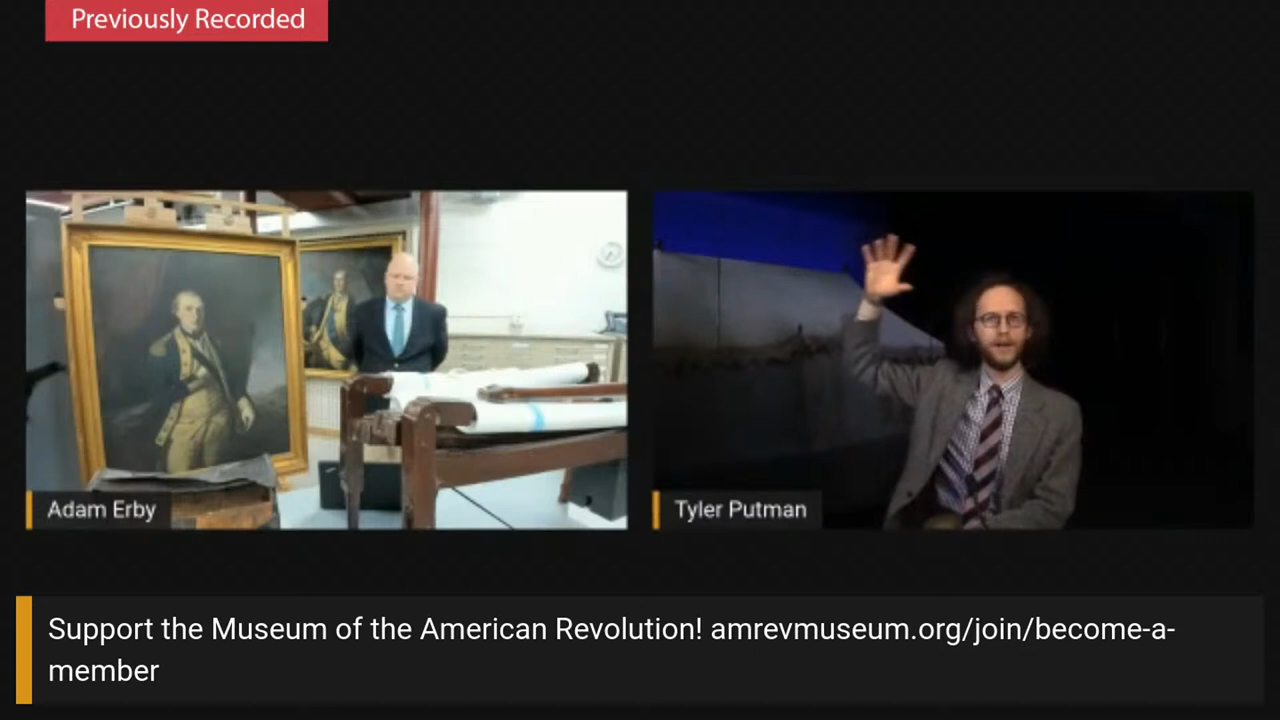 Previously Recorded
Adam Erby
Tyler Putman
Support the Museum of the American Revolution! amrevmuseum.org/join/become-a-
member